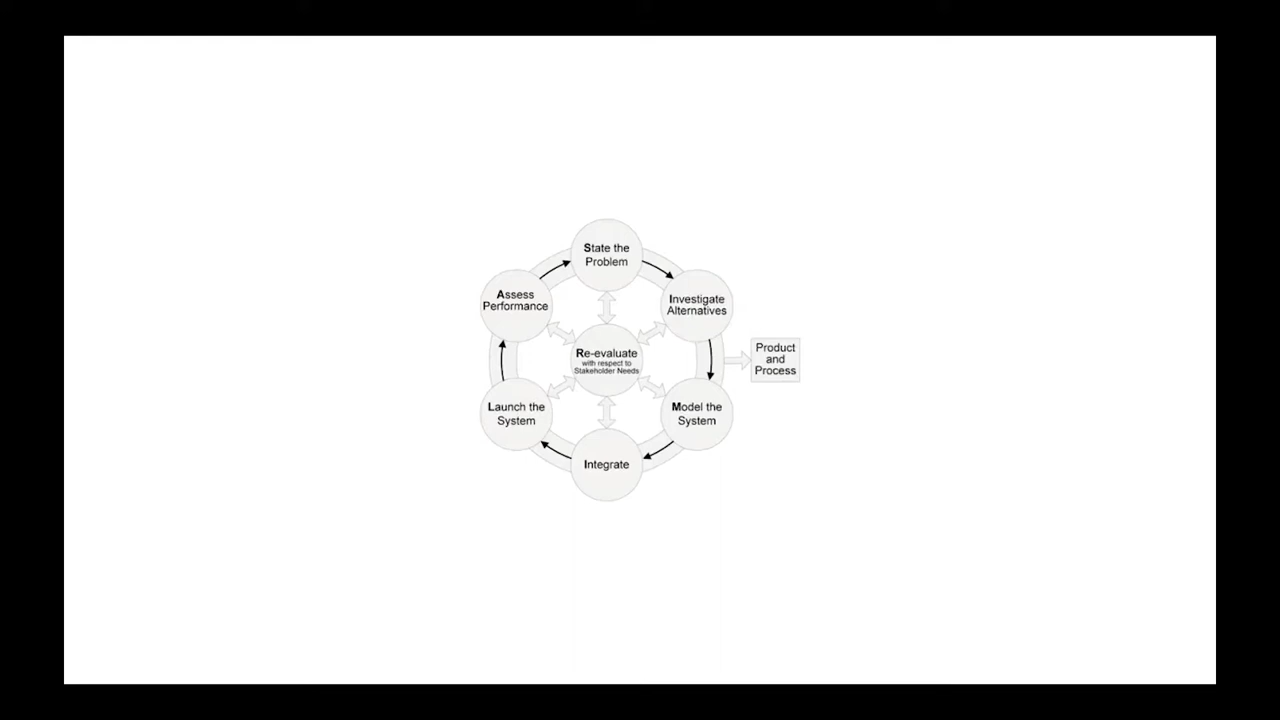 State the
Problem
Investigate
Alternatives
Assess
Performance
Re-evaluate
with respect to
Stakeholder Needs
Product
and
Process
Launch the
System
Model the
System
Integrate